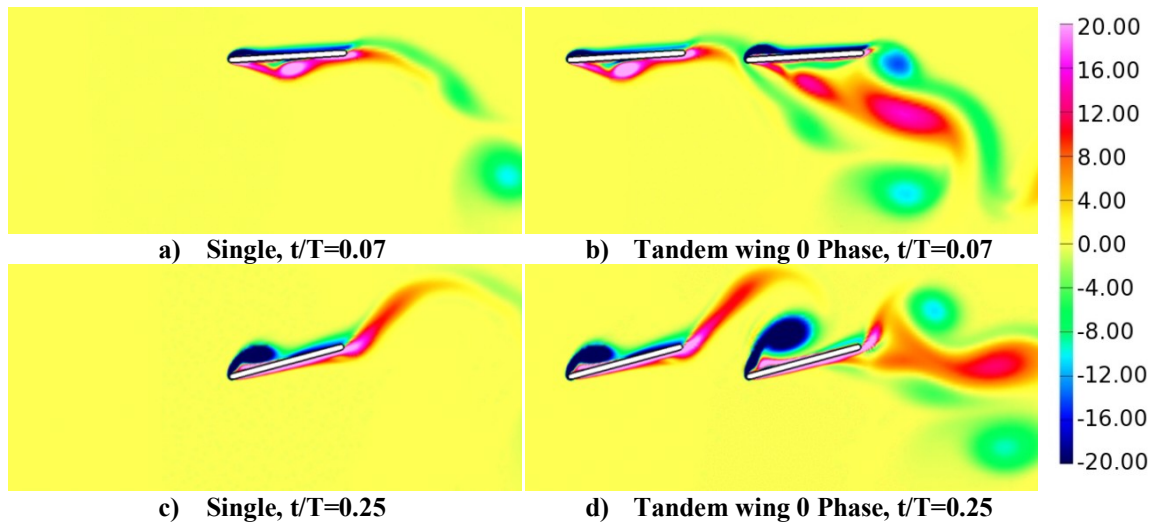 20.00
16.00
12.00
8.00
4.00
0.00
-4.00
-8.00
-12.00
-16.00
-20.00
a) Single, t/T=0.07
b) Tandem wing 0 Phase, t/T=0.07
c) Single, t/T=0.25
d) Tandem wing 0 Phase, t/T=0.25